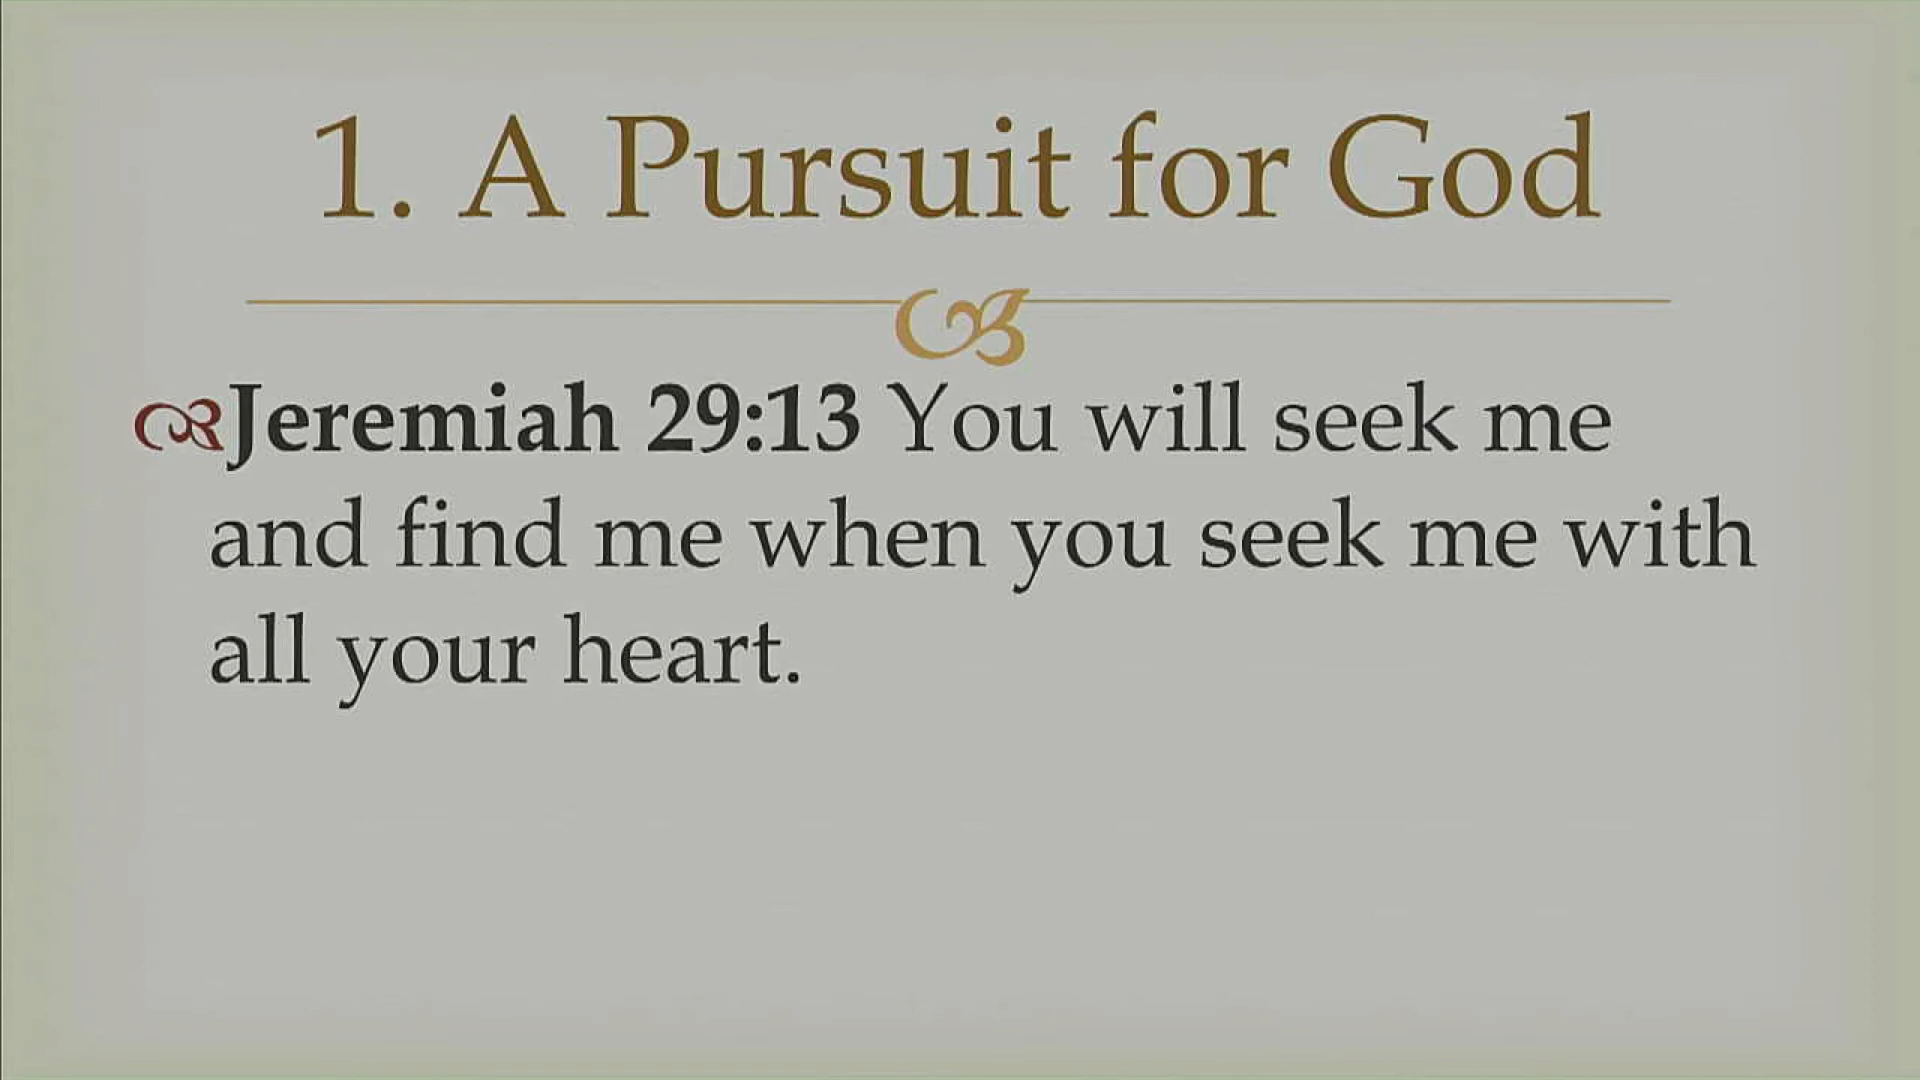 1. A Pursuit for God
Jeremiah 29:13 You will seek me
and find me when you seek me with
all your heart.